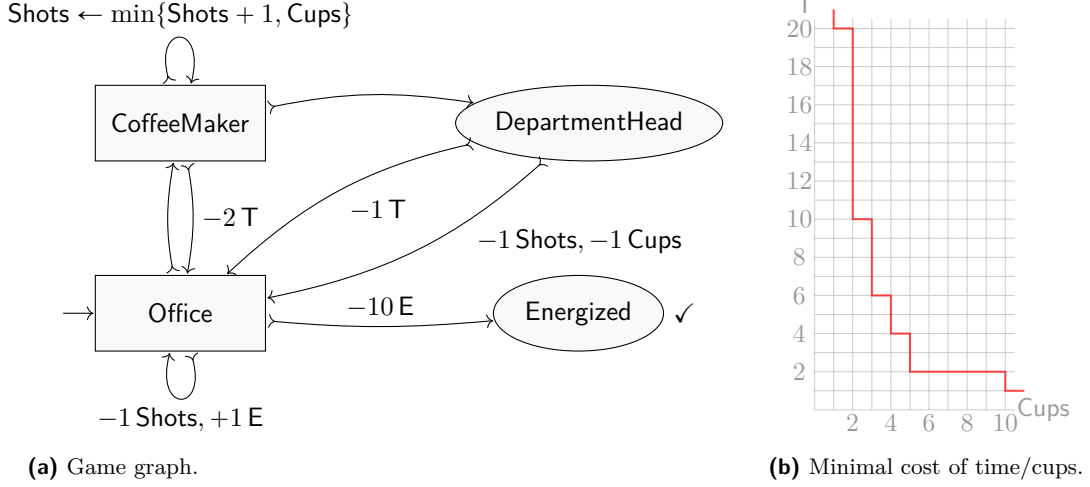 Shots ← min{Shots + 1, Cups}
CoffeeMaker
DepartmentHead
−2 T
−1 T
−1 Shots, −1 Cups
Office
−10 E
Energized ✓
−1 Shots, +1 E
(a) Game graph.
T
20
18
16
14
12
10
8
6
4
2
Cups
2 4 6 8 10
(b) Minimal cost of time/cups.